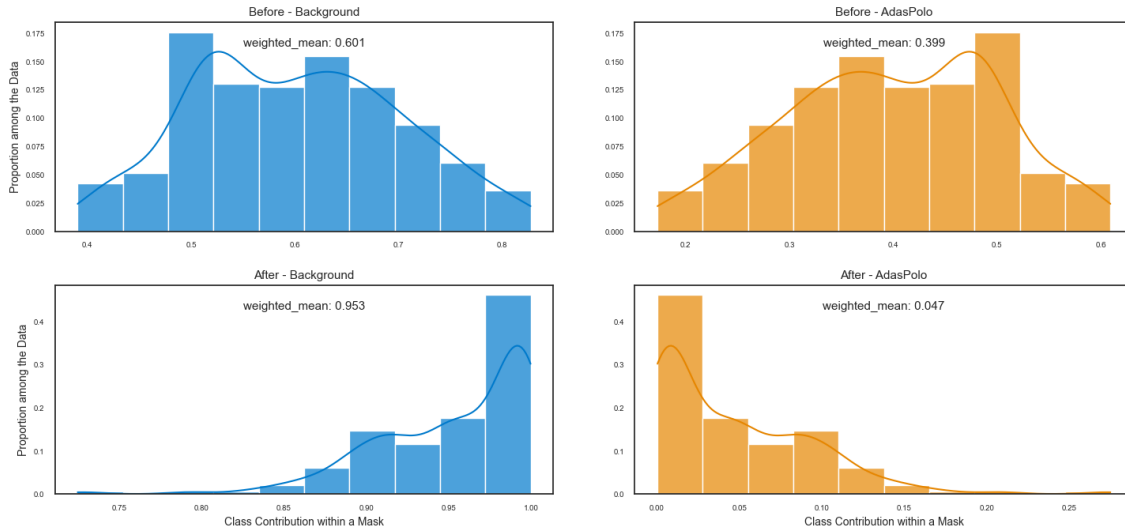 Before - Background
weighted_mean: 0.601
Proportion among the Data
0.175
0.150
0.125
0.100
0.075
0.050
0.025
0.000
0.4 0.5 0.6 0.7 0.8
Before - AdasPolo
weighted_mean: 0.399
0.175
0.150
0.125
0.100
0.075
0.050
0.025
0.000
0.2 0.3 0.4 0.5 0.6
After - Background
weighted_mean: 0.953
Proportion among the Data
0.4
0.3
0.2
0.1
0.0
0.75 0.80 0.85 0.90 0.95 1.00
Class Contribution within a Mask
After - AdasPolo
weighted_mean: 0.047
0.4
0.3
0.2
0.1
0.0
0.00 0.05 0.10 0.15 0.20 0.25
Class Contribution within a Mask